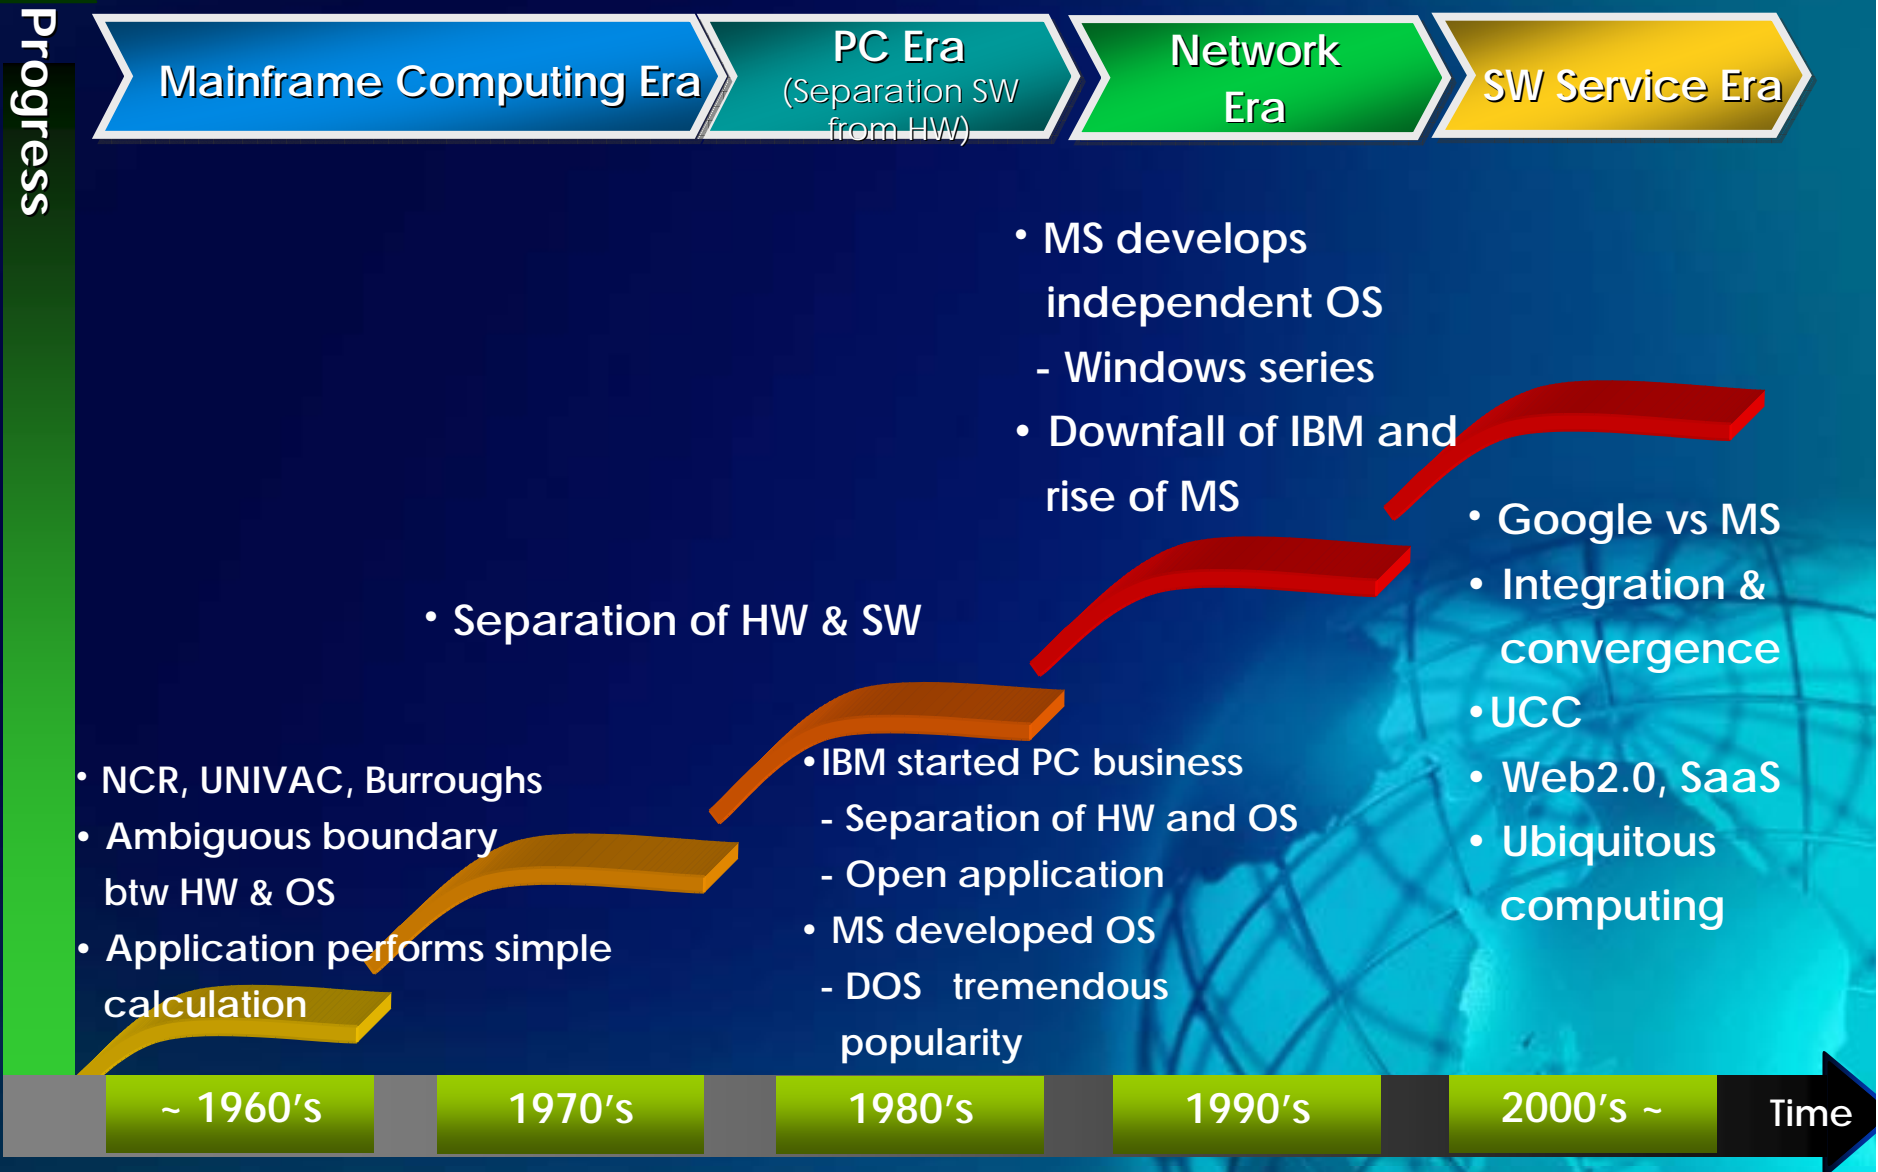 Progress
Mainframe Computing Era
PC Era
(Separation SW
from HW)
Network
Era
SW Service Era
• MS develops
independent OS
- Windows series
• Downfall of IBM and
rise of MS
• Google vs MS
• Integration &
convergence
•UCC
• Web2.0, SaaS
• Ubiquitous
computing
• Separation of HW & SW
• NCR, UNIVAC, Burroughs
• Ambiguous boundary
btw HW & OS
• Application performs simple
calculation
•IBM started PC business
- Separation of HW and OS
- Open application
• MS developed OS
- DOS tremendous
popularity
~ 1960's
1970's
1980's
1990's
2000's ~
Time